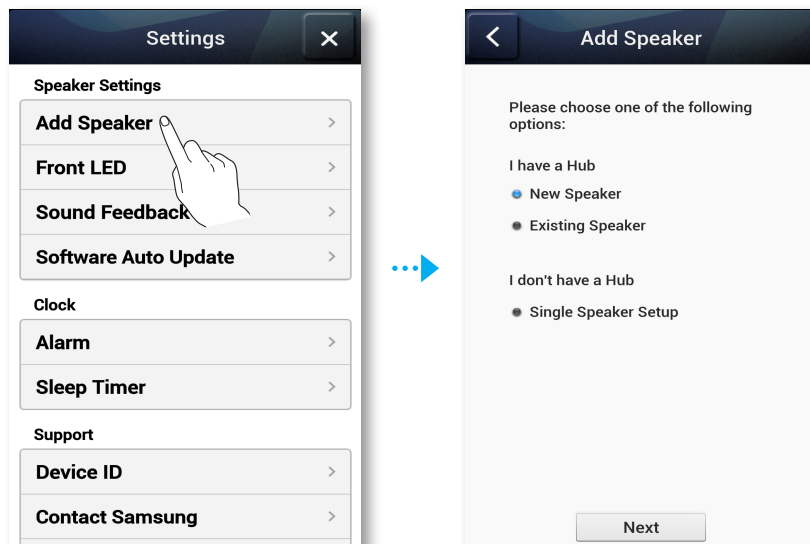 Settings
Speaker Settings
Add Speaker
Front LED
Sound Feedback
Software Auto Update
Clock
Alarm
Sleep Timer
Support
Device ID
Contact Samsung
Add Speaker
Please choose one of the following
options:
I have a Hub
New Speaker
Existing Speaker
I don't have a Hub
Single Speaker Setup
Next